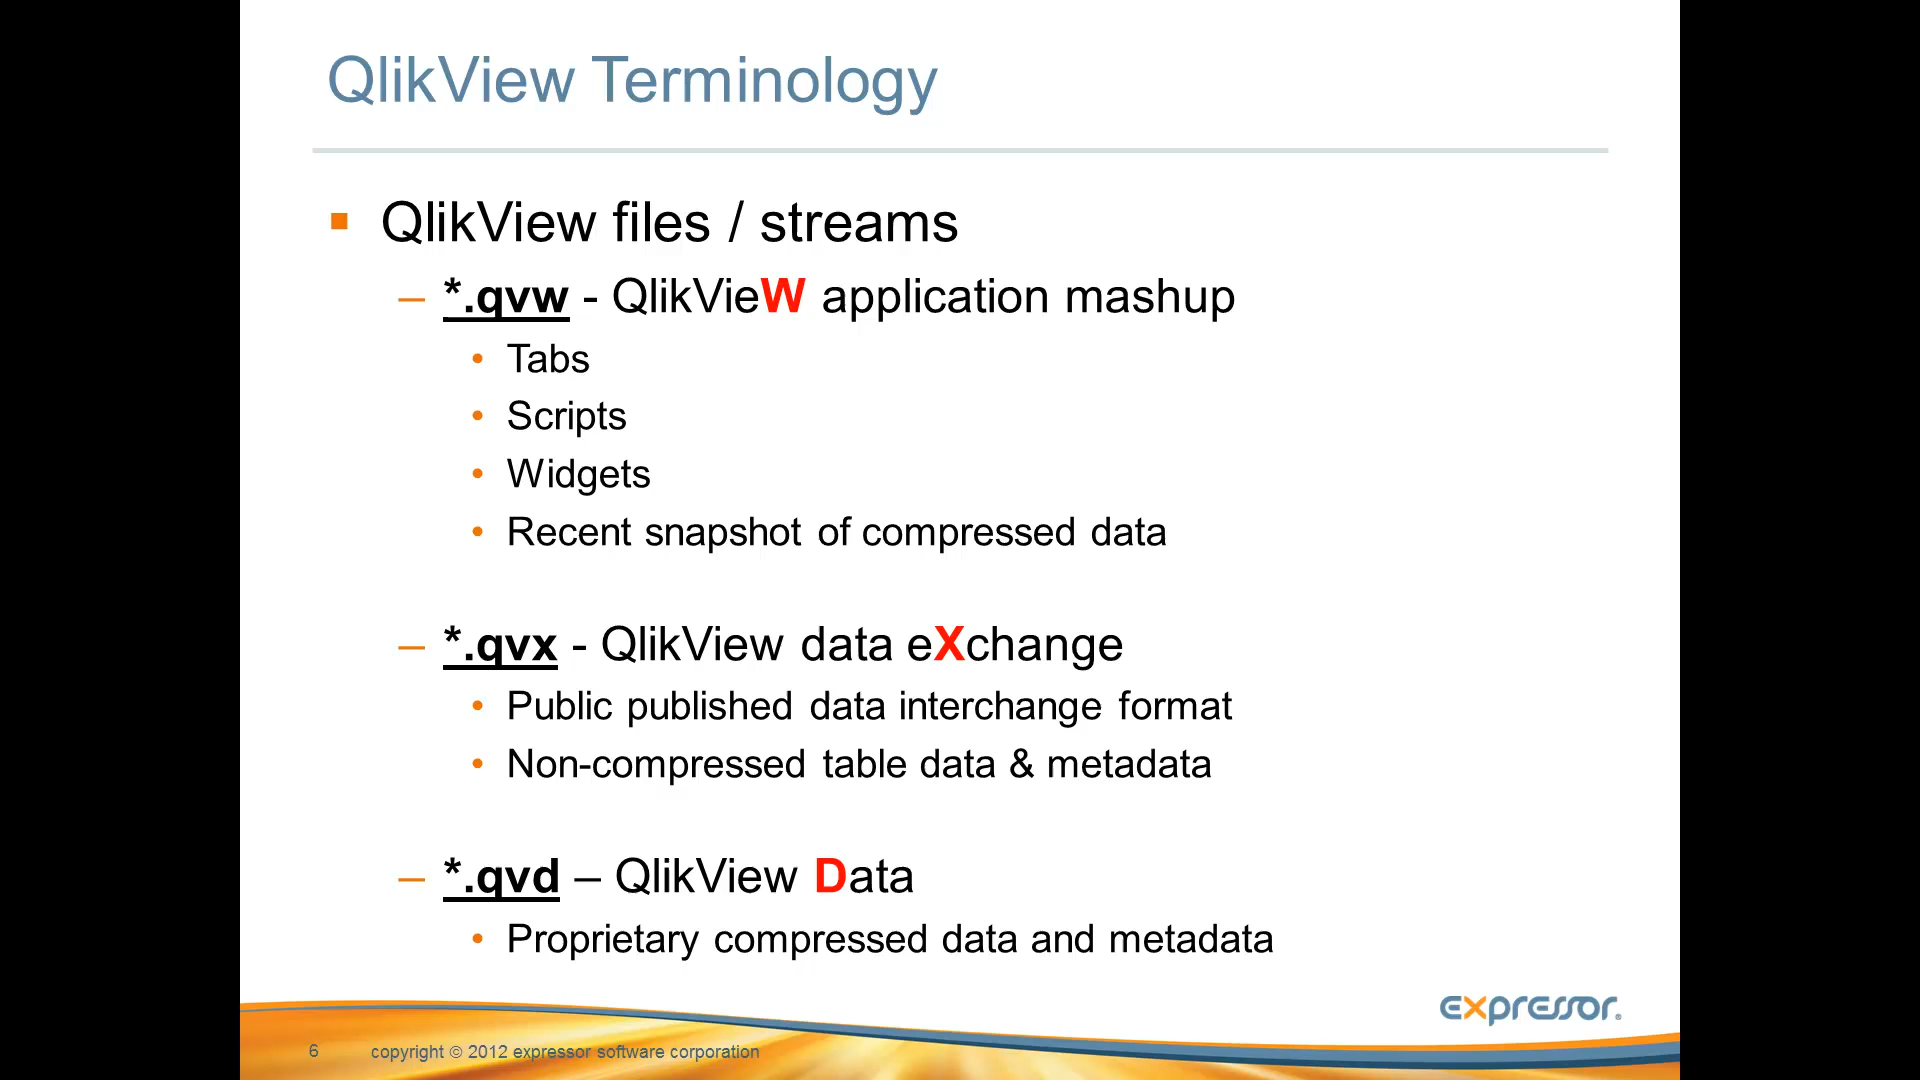 QlikView Terminology
QlikView files / streams
– *.qvw - QlikVieW application mashup
• Tabs
• Scripts
• Widgets
• Recent snapshot of compressed data
– *.qvx - QlikView data eXchange
• Public published data interchange format
• Non-compressed table data & metadata
– *.qvd – QlikView Data
• Proprietary compressed data and metadata
expressor®
6 copyright © 2012 expressor software corporation